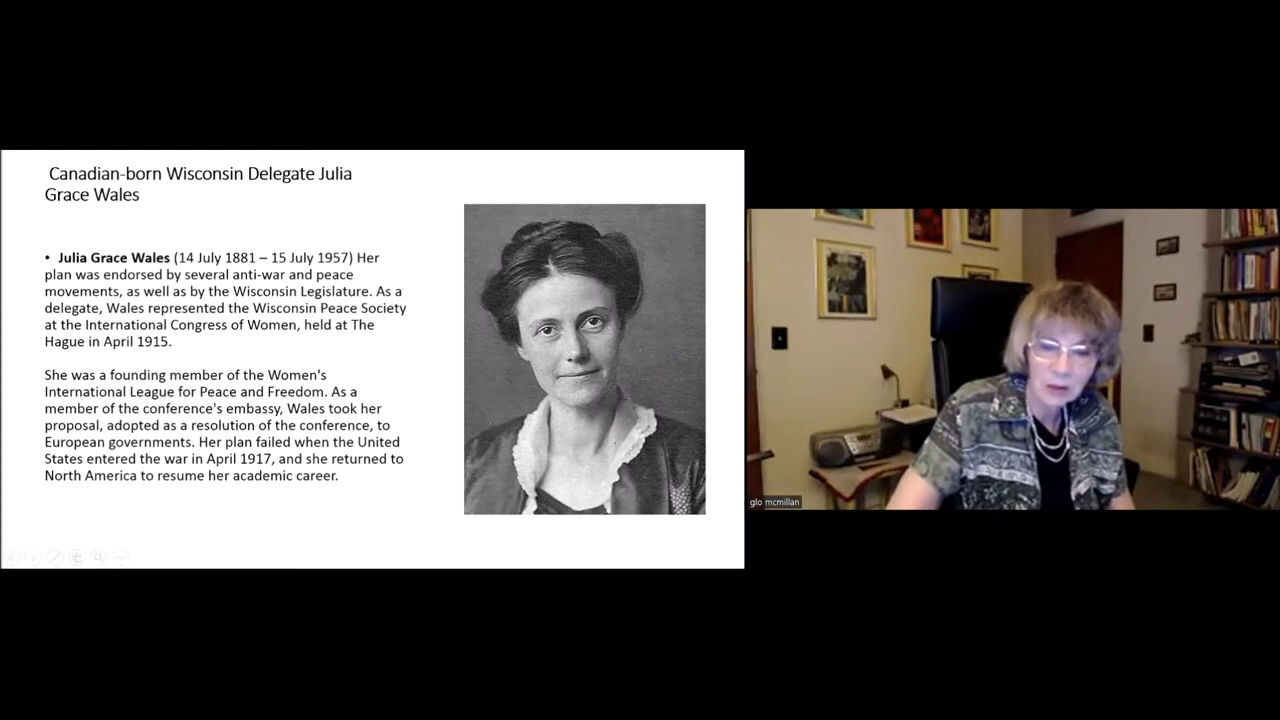 Canadian-born Wisconsin Delegate Julia
Grace Wales
• Julia Grace Wales (14 July 1881 – 15 July 1957) Her
plan was endorsed by several anti-war and peace
movements, as well as by the Wisconsin Legislature. As a
delegate, Wales represented the Wisconsin Peace Society
at the International Congress of Women, held at The
Hague in April 1915.
She was a founding member of the Women's
International League for Peace and Freedom. As a
member of the conference's embassy, Wales took her
proposal, adopted as a resolution of the conference, to
European governments. Her plan failed when the United
States entered the war in April 1917, and she returned to
North America to resume her academic career.
glo mcmillan